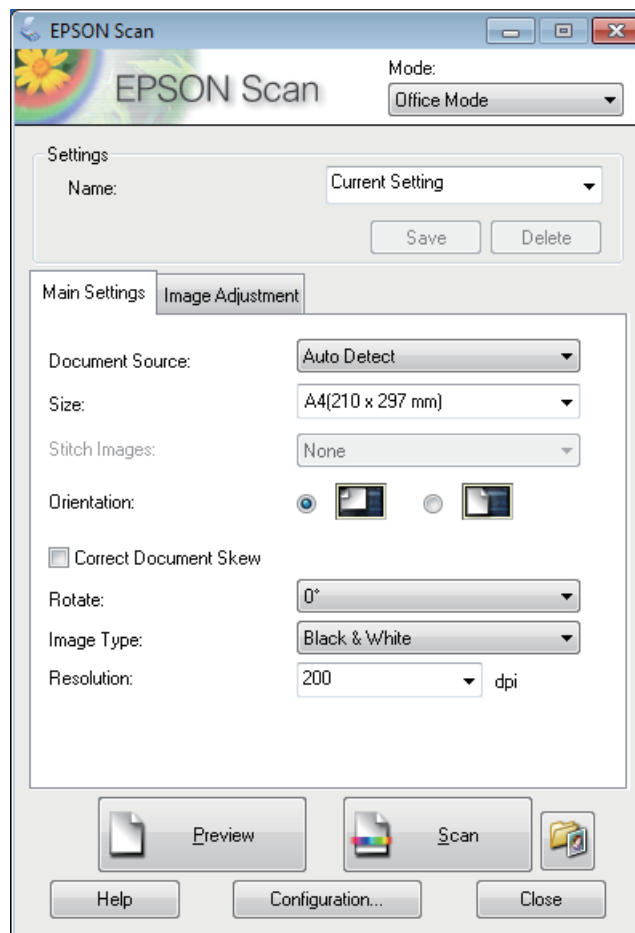 EPSON Scan
EPSON Scan
Mode:
Office Mode
Settings
Name:
Current Setting
Save
Delete
Main Settings
Image Adjustment
Document Source:
Auto Detect
Size:
A4(210 x 297 mm)
Stitch Images:
None
Orientation:
Correct Document Skew
Rotate:
0°
Image Type:
Black & White
Resolution:
200
dpi
Preview
Scan
Help
Configuration...
Close